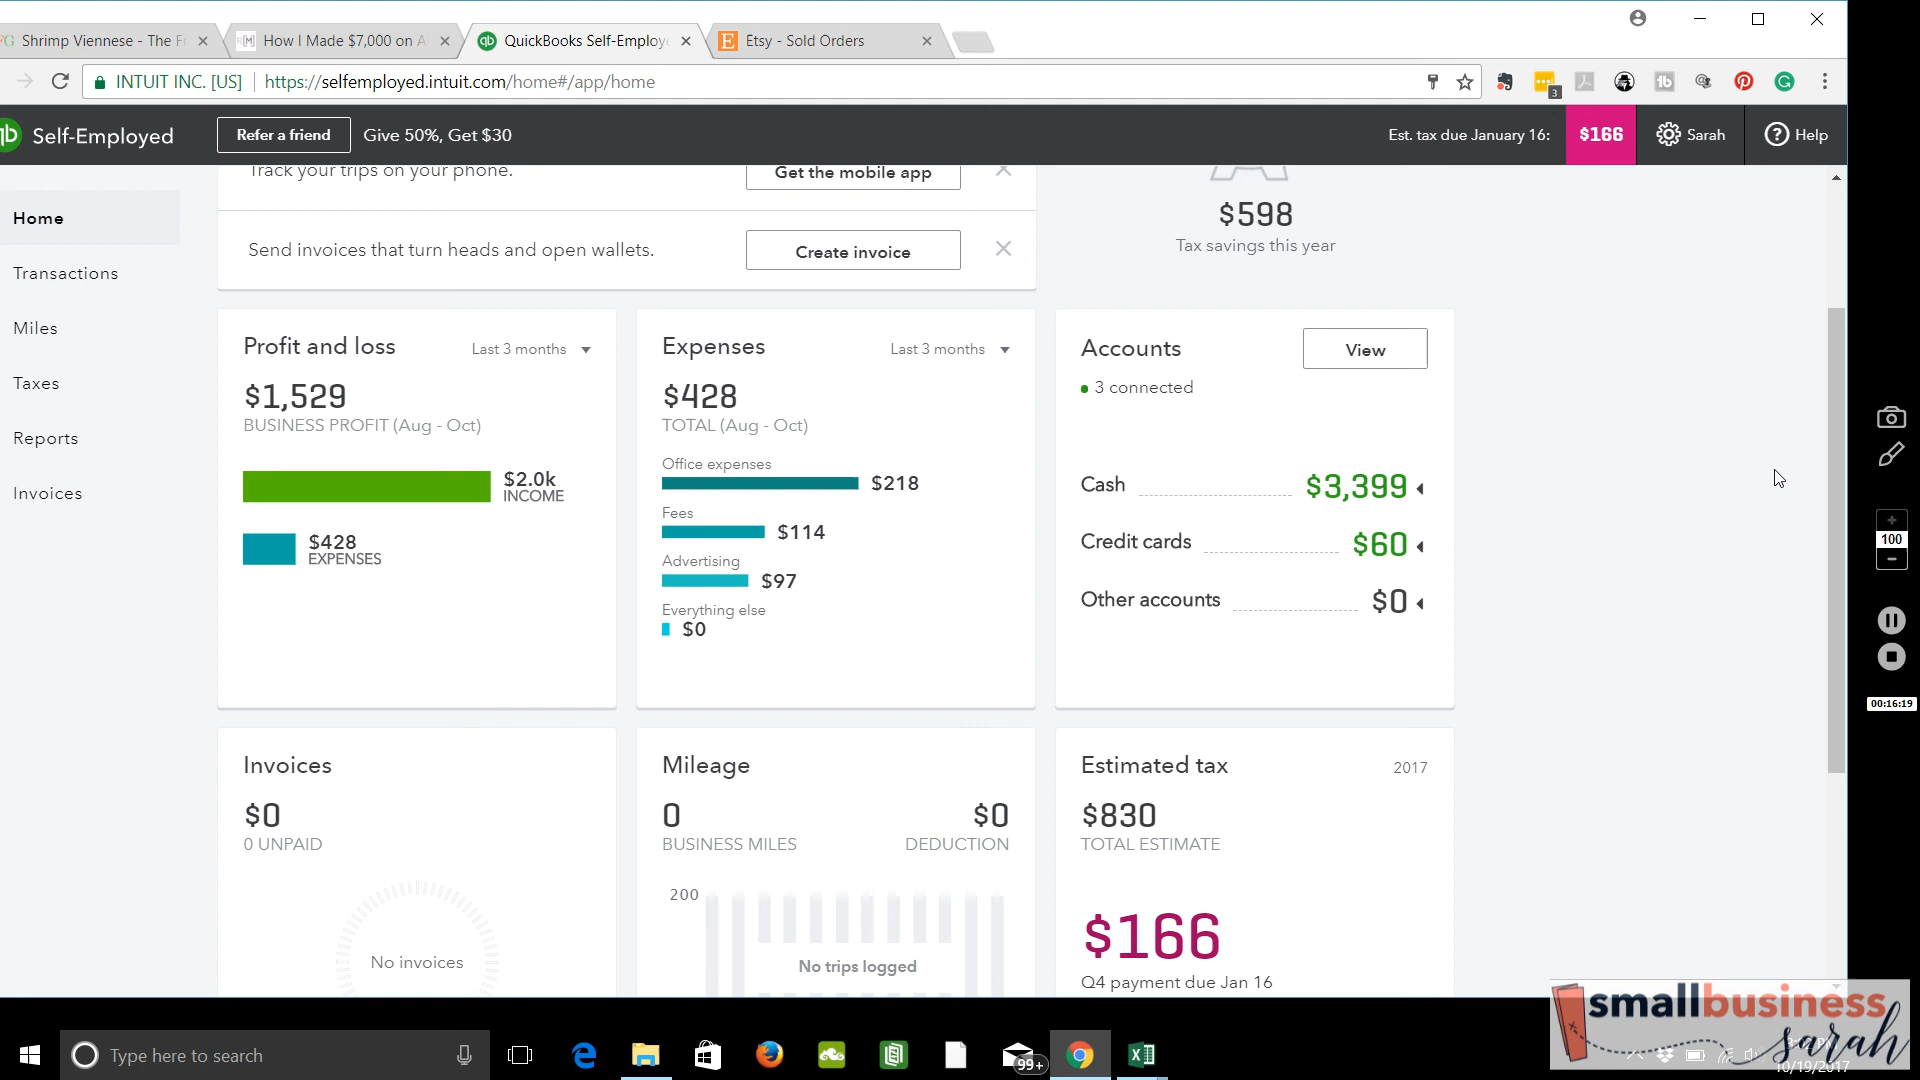 Shrimp Viennese - The Fr
How I Made $7,000 on A
QuickBooks Self-Employe
Etsy - Sold Orders
INTUIT INC. [US]
https://selfemployed.intuit.com/home#/app/home
3
Self-Employed
Refer a friend
Give 50%, Get $30
Est. tax due January 16:
$166
Sarah
Help
Track your trips on your phone.
Get the mobile app
Send invoices that turn heads and open wallets.
Create invoice
$598
Tax savings this year
Home
Transactions
Miles
Taxes
Reports
Invoices
Profit and loss
Last 3 months
$1,529
BUSINESS PROFIT (Aug - Oct)
$2.0k
INCOME
$428
EXPENSES
Expenses
Last 3 months
$428
TOTAL (Aug - Oct)
Office expenses
$218
Fees
$114
Advertising
$97
Everything else
$0
Accounts
View
3 connected
Cash
$3,399
Credit cards
$60
Other accounts
$0
100
00:16:19
Invoices
$0
0 UNPAID
No invoices
Mileage
0
BUSINESS MILES
$0
DEDUCTION
200
No trips logged
Estimated tax
2017
$830
TOTAL ESTIMATE
$166
Q4 payment due Jan 16
smallbusiness
sarah
Type here to search
99+
10/19/2017